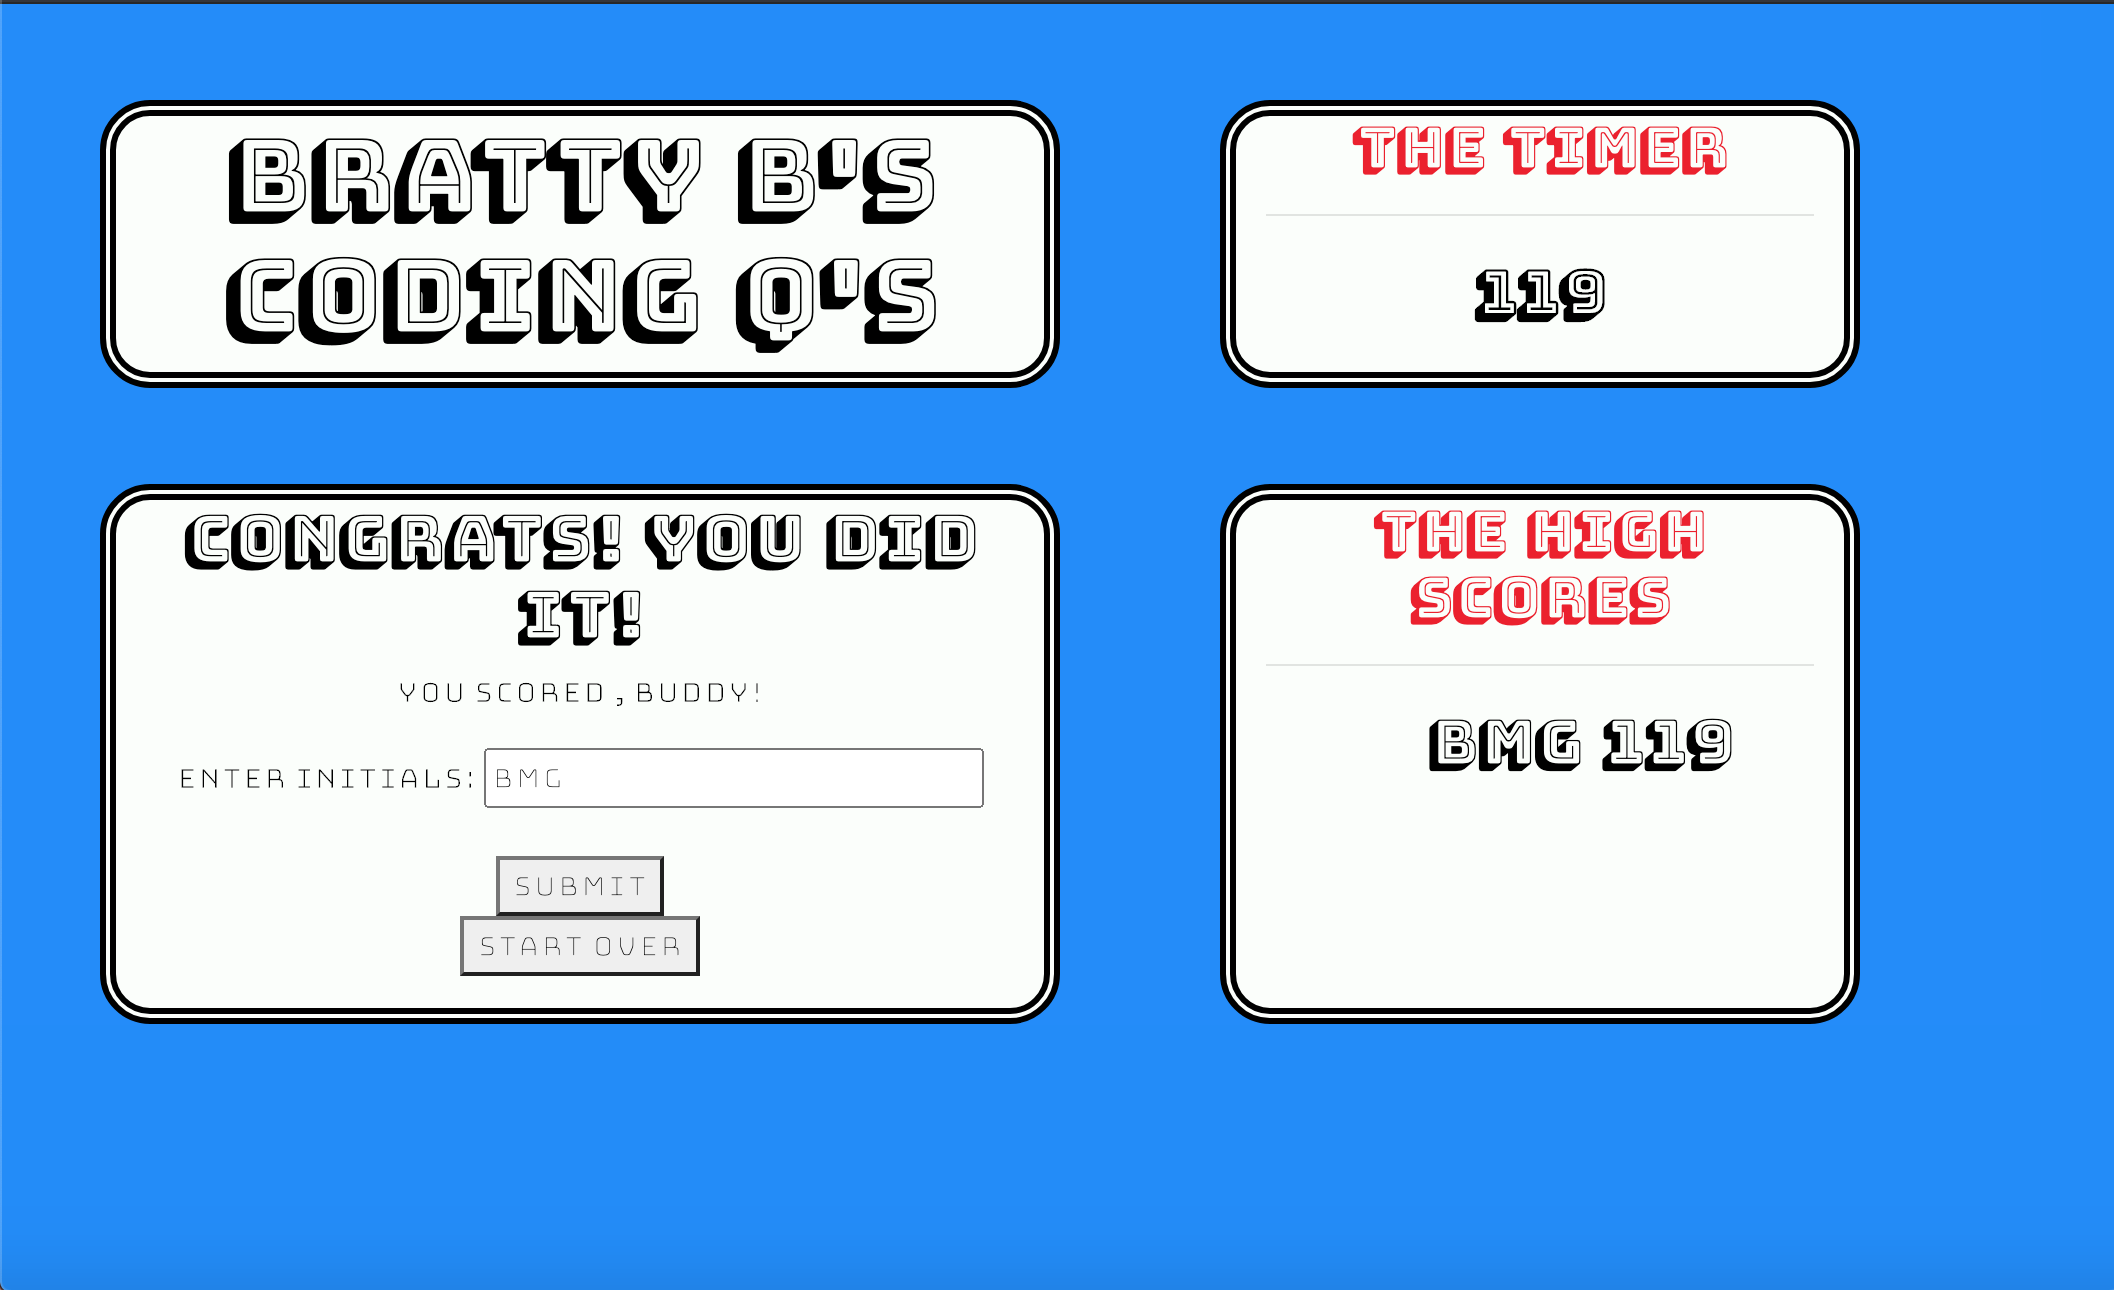 BRATTY B'S
CODING Q'S
THE TIMER
119
CONGRATS! YOU DID
IT!
YOU SCORED , BUDDY!
ENTER INITIALS: BMG
SUBMIT
START OVER
THE HIGH
SCORES
BMG 119